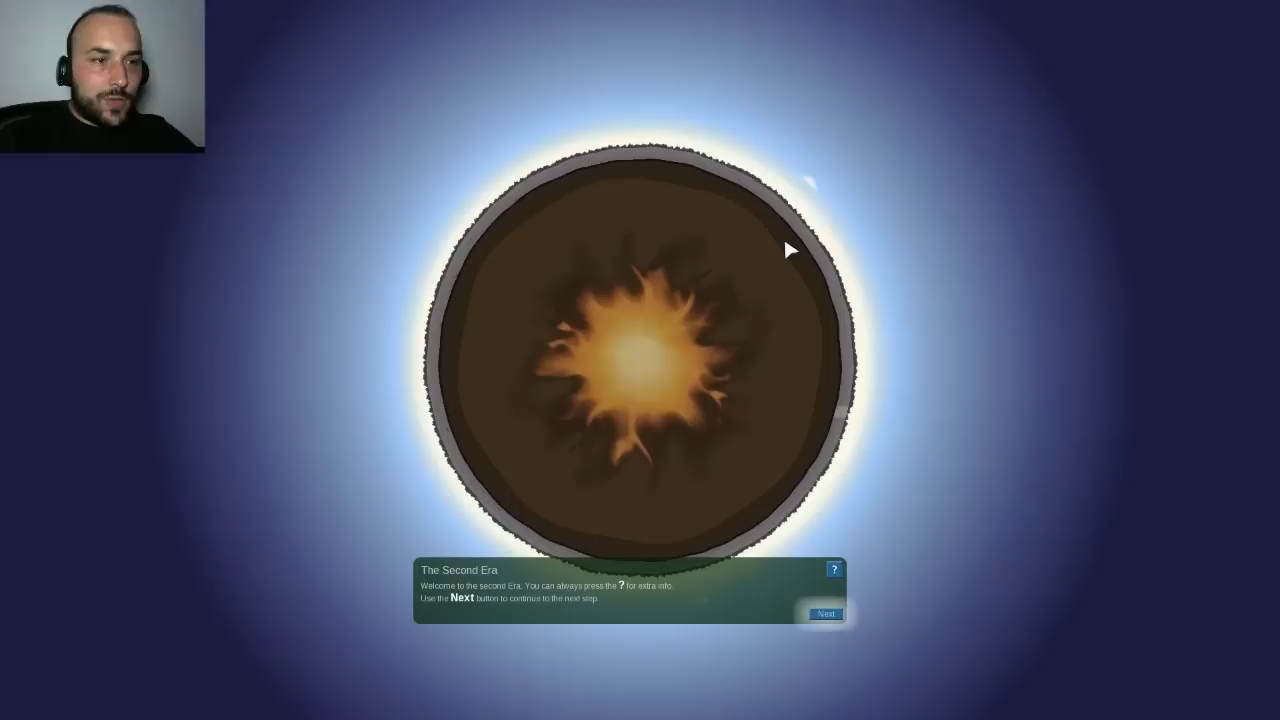 The Second Era
?
Welcome to the second Era. You can always press the ? for extra info.
Use the Next button to continue to the next step.
Next